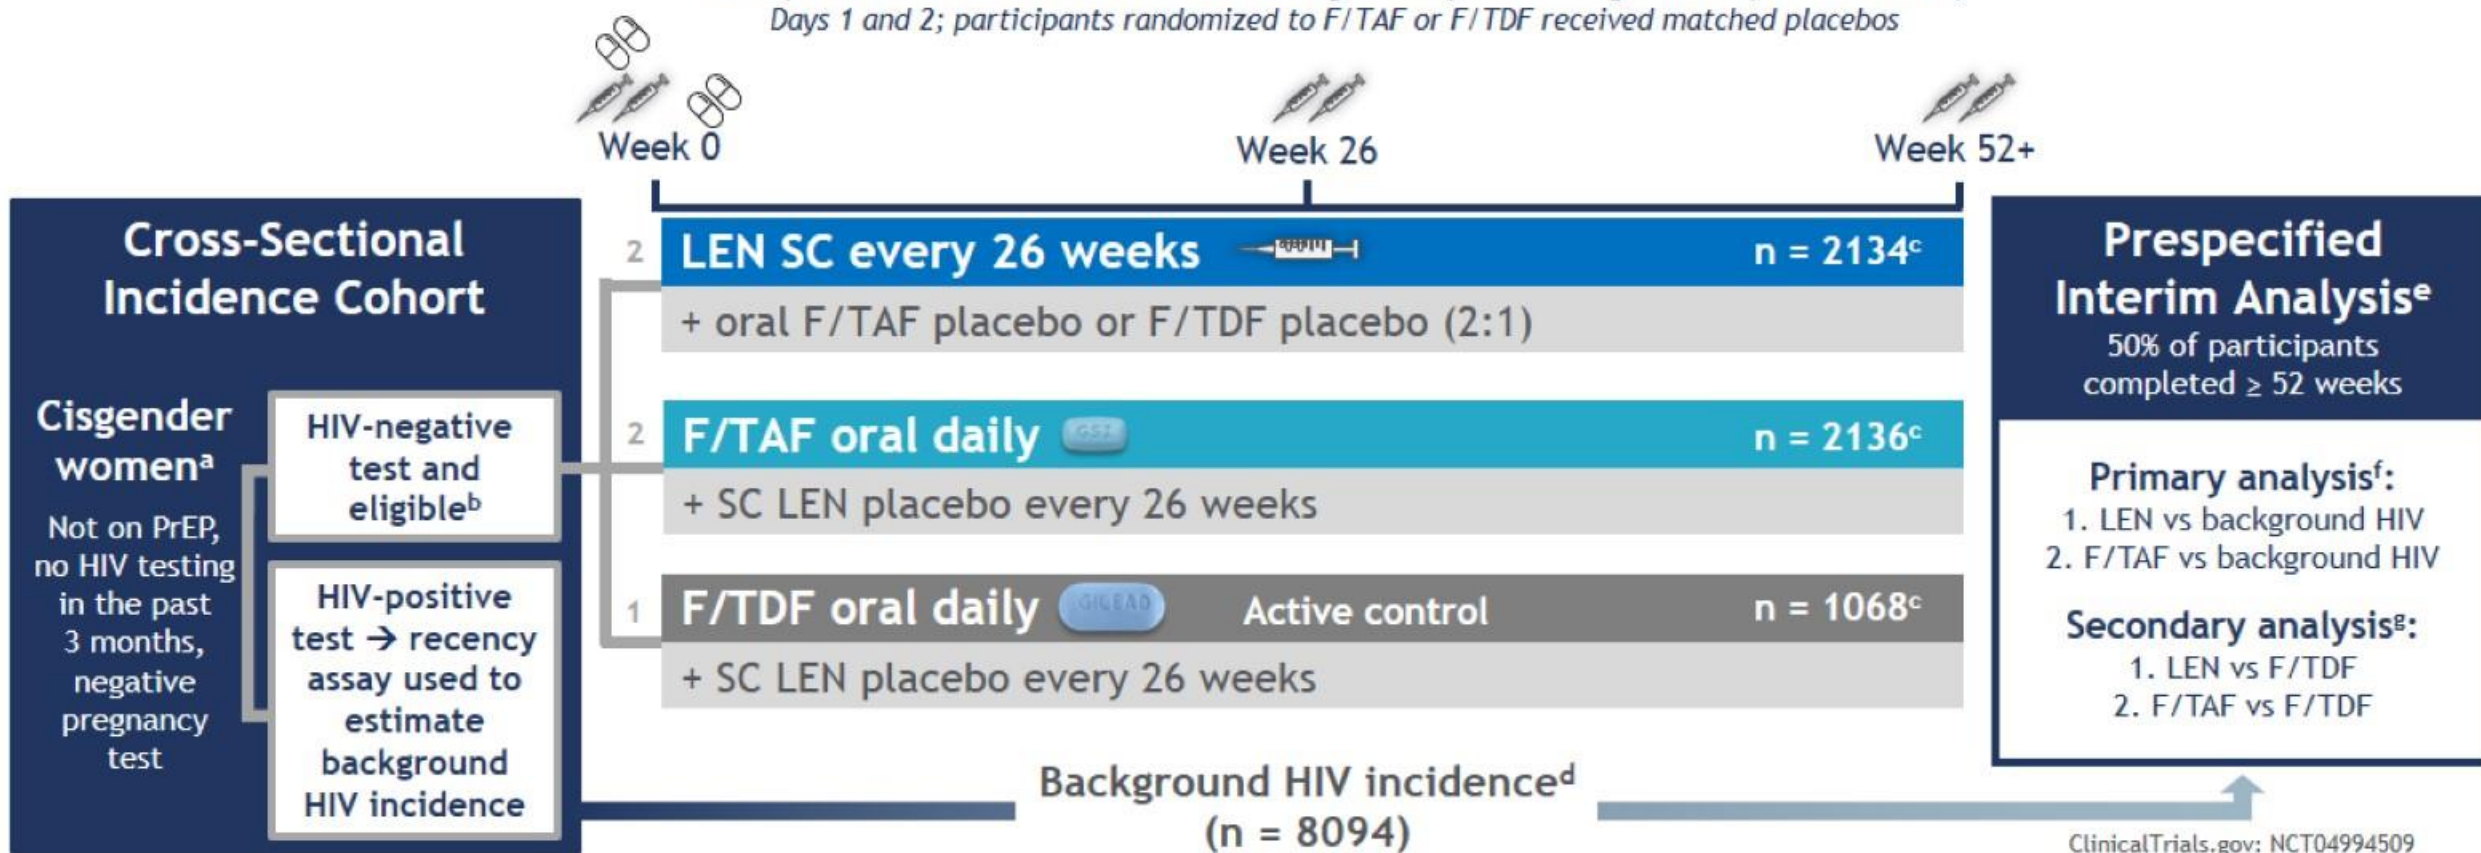 Days 1 and 2; participants randomized to F/TAF or F/TDF received matched placebos
Week 0
Week 26
Week 52+
Cross-Sectional
Incidence Cohort
Cisgender
womenᵃ
Not on PrEP,
no HIV testing
in the past
3 months,
negative
pregnancy
test
HIV-negative
test and
eligibleᵇ
HIV-positive
test → recency
assay used to
estimate
background
HIV incidence
2
LEN SC every 26 weeks
n = 2134ᶜ
+ oral F/TAF placebo or F/TDF placebo (2:1)
2
F/TAF oral daily
GSI
n = 2136ᶜ
+ SC LEN placebo every 26 weeks
1
F/TDF oral daily
GILEAD
Active control
n = 1068ᶜ
+ SC LEN placebo every 26 weeks
Background HIV incidenceᵈ
(n = 8094)
Prespecified
Interim Analysisᵉ
50% of participants
completed ≥ 52 weeks
Primary analysisᶠ:
1. LEN vs background HIV
2. F/TAF vs background HIV
Secondary analysisᵍ:
1. LEN vs F/TDF
2. F/TAF vs F/TDF
ClinicalTrials.gov: NCT04994509